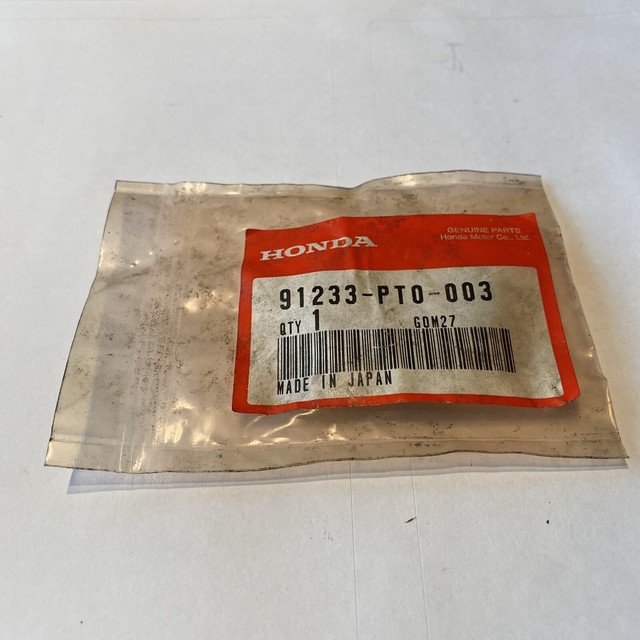 HONDA
GENUINE PARTS
Honda Motor Co., Ltd.
91233-PT0-003
QTY 1 GOM27
MADE IN JAPAN